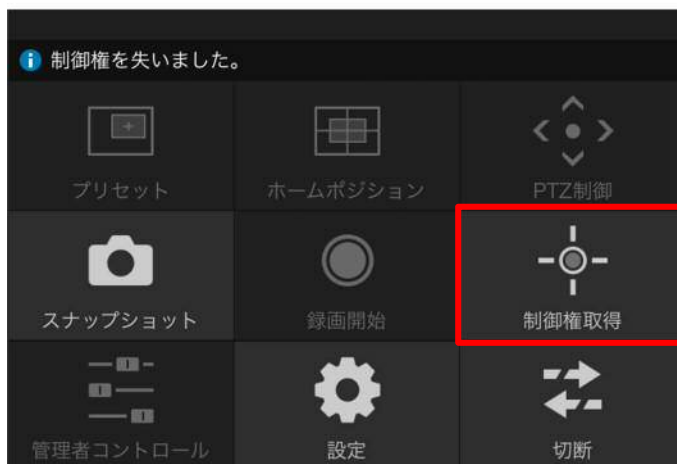 制御権を失いました。
プリセット
ホームポジション
PTZ制御
スナップショット
録画開始
制御権取得
管理者コントロール
設定
切断